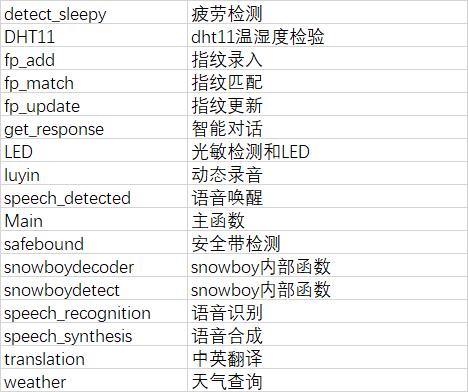 detect_sleepy 疲劳检测
DHT11 dht11温湿度检验
fp_add 指纹录入
fp_match 指纹匹配
fp_update 指纹更新
get_response 智能对话
LED 光敏检测和LED
luyin 动态录音
speech_detected 语音唤醒
Main 主函数
safebound 安全带检测
snowboydecoder snowboy内部函数
snowboydetect snowboy内部函数
speech_recognition 语音识别
speech_synthesis 语音合成
translation 中英翻译
weather 天气查询